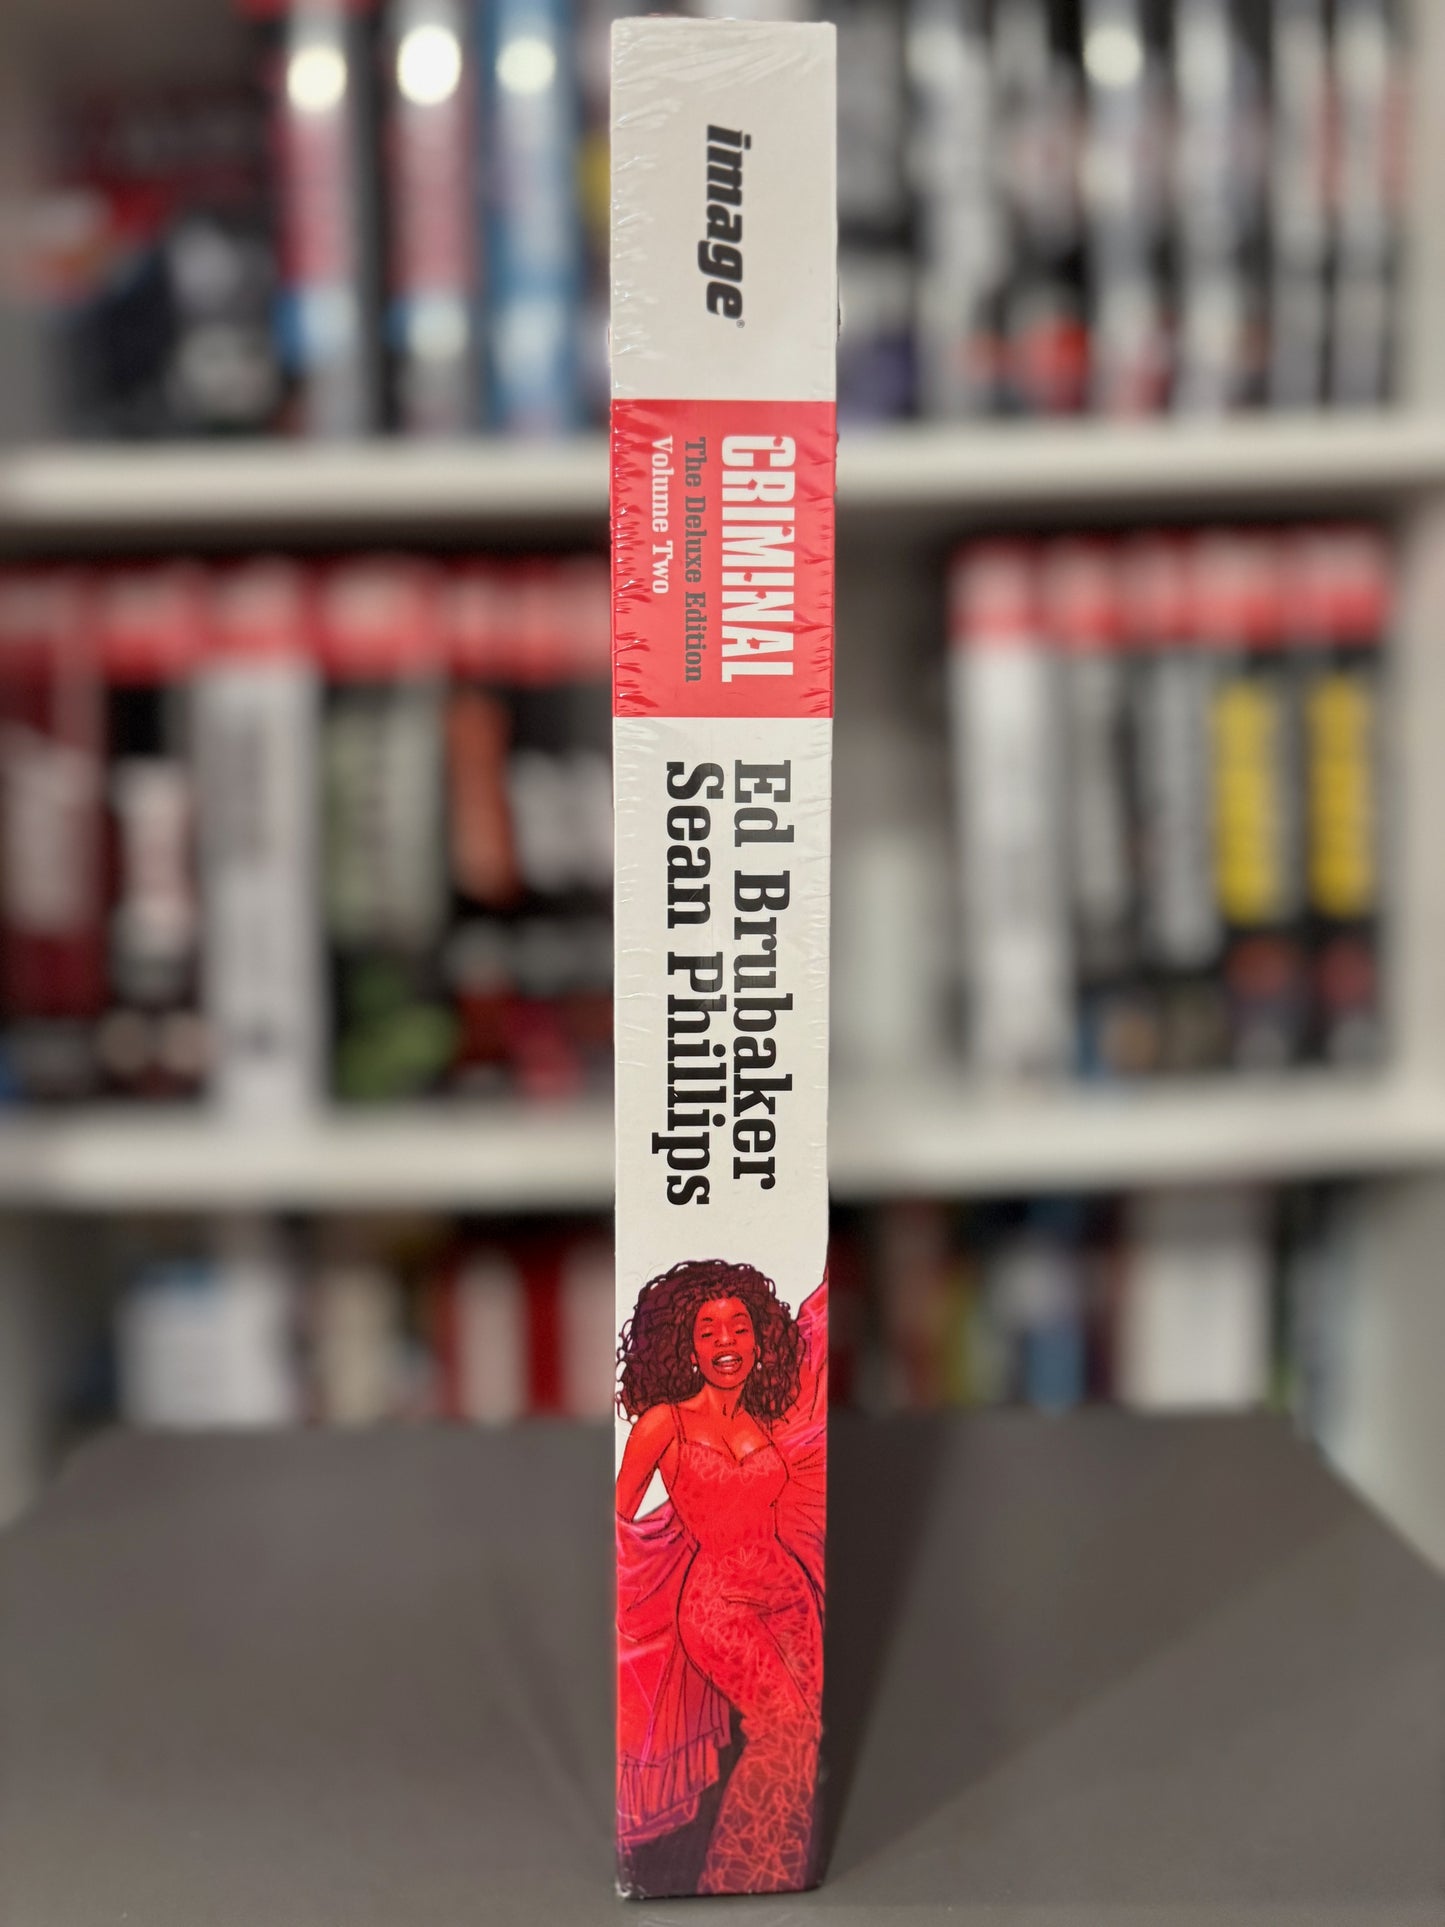 image®
CRIMINAL
The Deluxe Edition
Volume Two
Ed Brubaker
Sean Phillips